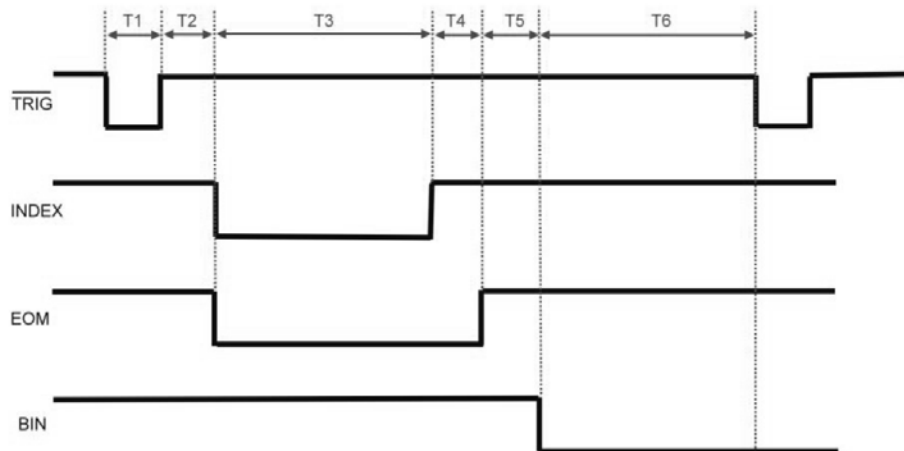 T1 T2 T3 T4 T5 T6
TRIG
INDEX
EOM
BIN